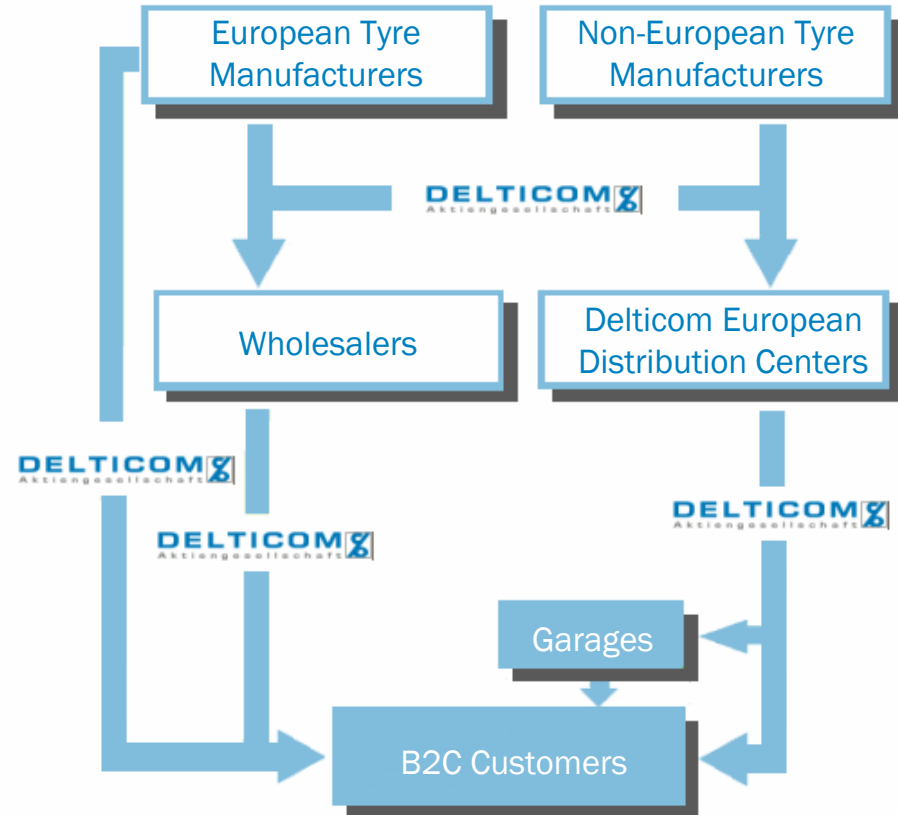 European Tyre
Manufacturers
Non-European Tyre
Manufacturers
DELTICOM
Aktiengesellschaft
Wholesalers
Delticom European
Distribution Centers
DELTICOM
Aktiengesellschaft
DELTICOM
Aktiengesellschaft
DELTICOM
Aktiengesellschaft
Garages
B2C Customers